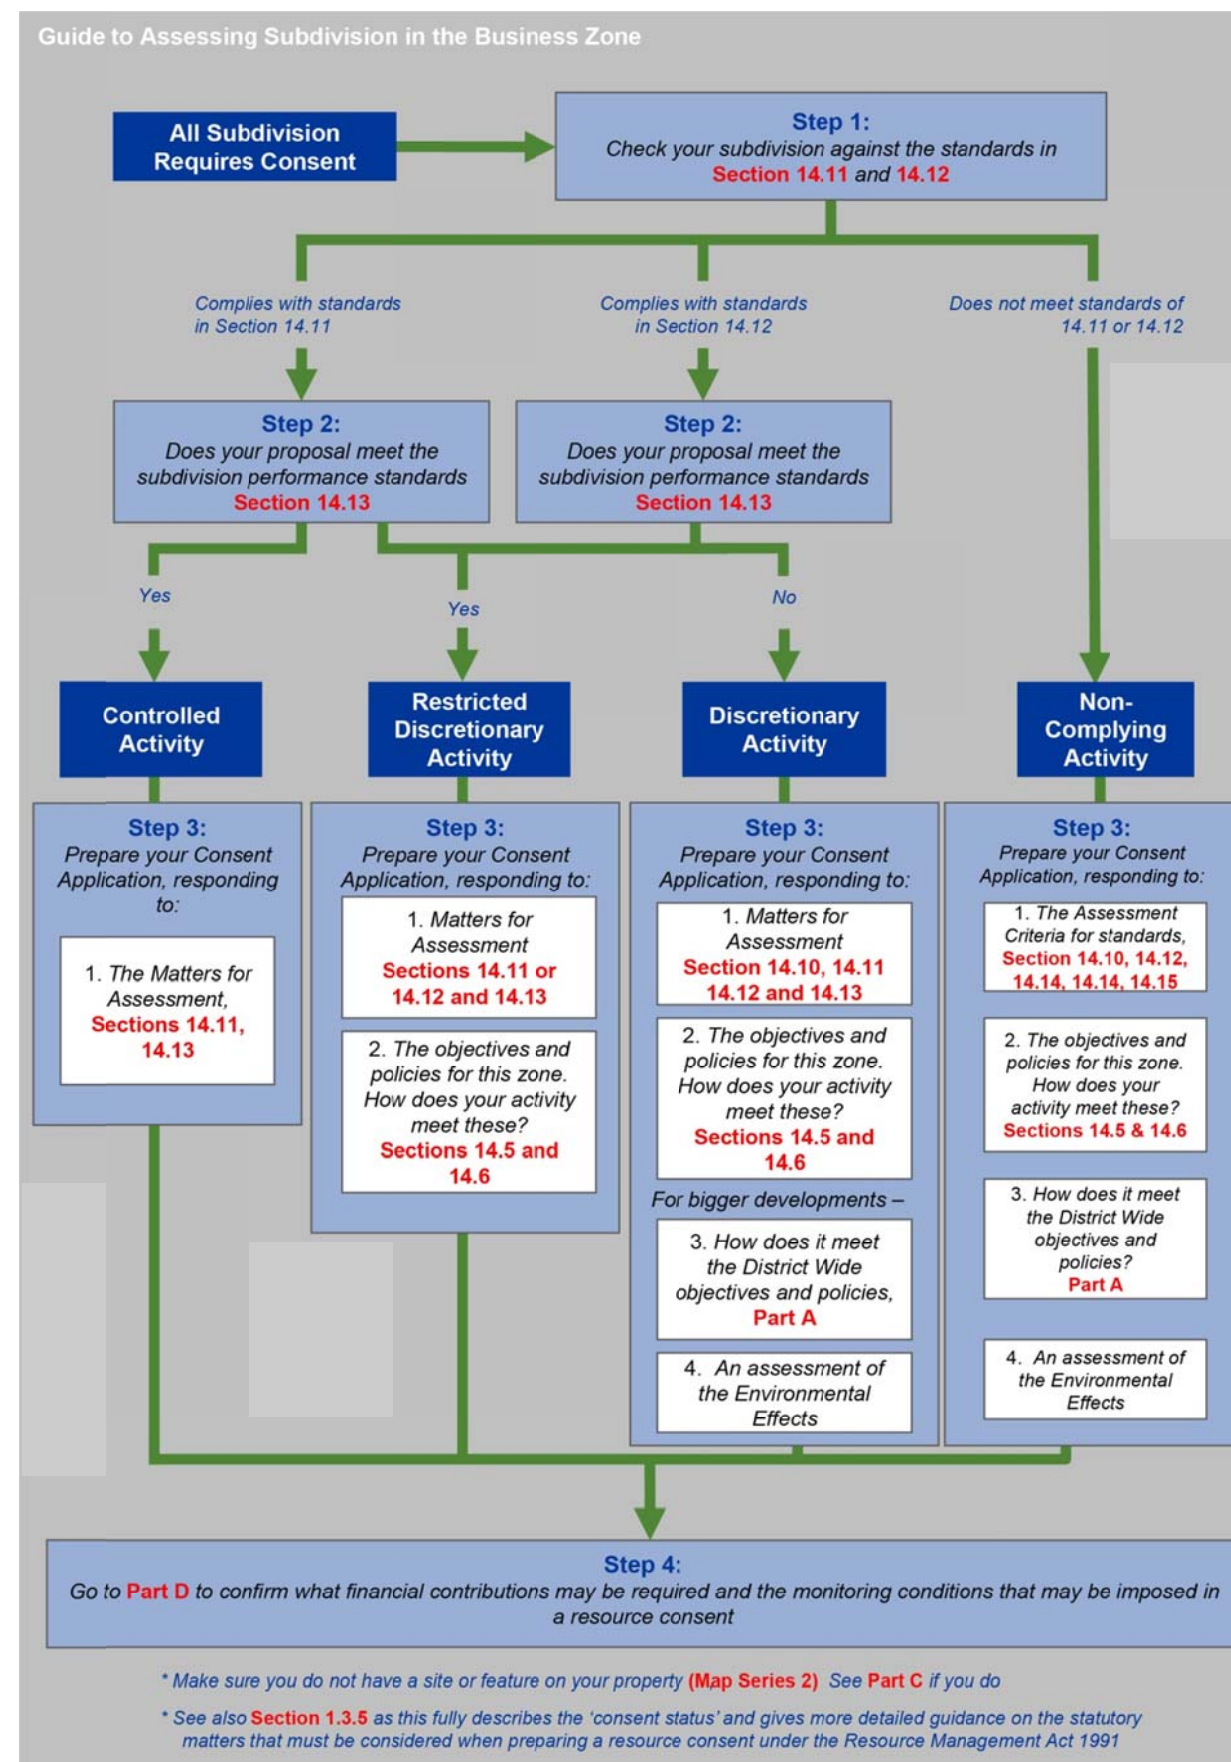 Guide to Assessing Subdivision in the Business Zone
All Subdivision
Requires Consent
Step 1:
Check your subdivision against the standards in
Section 14.11 and 14.12
Complies with standards
in Section 14.11
Complies with standards
in Section 14.12
Does not meet standards of
14.11 or 14.12
Step 2:
Does your proposal meet the
subdivision performance standards
Section 14.13
Step 2:
Does your proposal meet the
subdivision performance standards
Section 14.13
Yes
Yes
No
Controlled
Activity
Restricted
Discretionary
Activity
Discretionary
Activity
Non-
Complying
Activity
Step 3:
Prepare your Consent
Application, responding
to:
1. The Matters for
Assessment,
Sections 14.11,
14.13
Step 3:
Prepare your Consent
Application, responding to:
1. Matters for
Assessment
Sections 14.11 or
14.12 and 14.13
2. The objectives and
policies for this zone.
How does your activity
meet these?
Sections 14.5 and
14.6
Step 3:
Prepare your Consent
Application, responding to:
1. Matters for
Assessment
Section 14.10, 14.11
14.12 and 14.13
2. The objectives and
policies for this zone.
How does your activity
meet these?
Sections 14.5 and
14.6
For bigger developments –
3. How does it meet
the District Wide
objectives and policies,
Part A
4. An assessment of
the Environmental
Effects
Step 3:
Prepare your Consent
Application, responding to:
1. The Assessment
Criteria for standards,
Section 14.10, 14.12,
14.14, 14.14, 14.15
2. The objectives and
policies for this zone.
How does your
activity meet these?
Sections 14.5 & 14.6
3. How does it meet
the District Wide
objectives and
policies?
Part A
4. An assessment of
the Environmental
Effects
Step 4:
Go to Part D to confirm what financial contributions may be required and the monitoring conditions that may be imposed in
a resource consent
* Make sure you do not have a site or feature on your property (Map Series 2) See Part C if you do
* See also Section 1.3.5 as this fully describes the ‘consent status’ and gives more detailed guidance on the statutory
matters that must be considered when preparing a resource consent under the Resource Management Act 1991